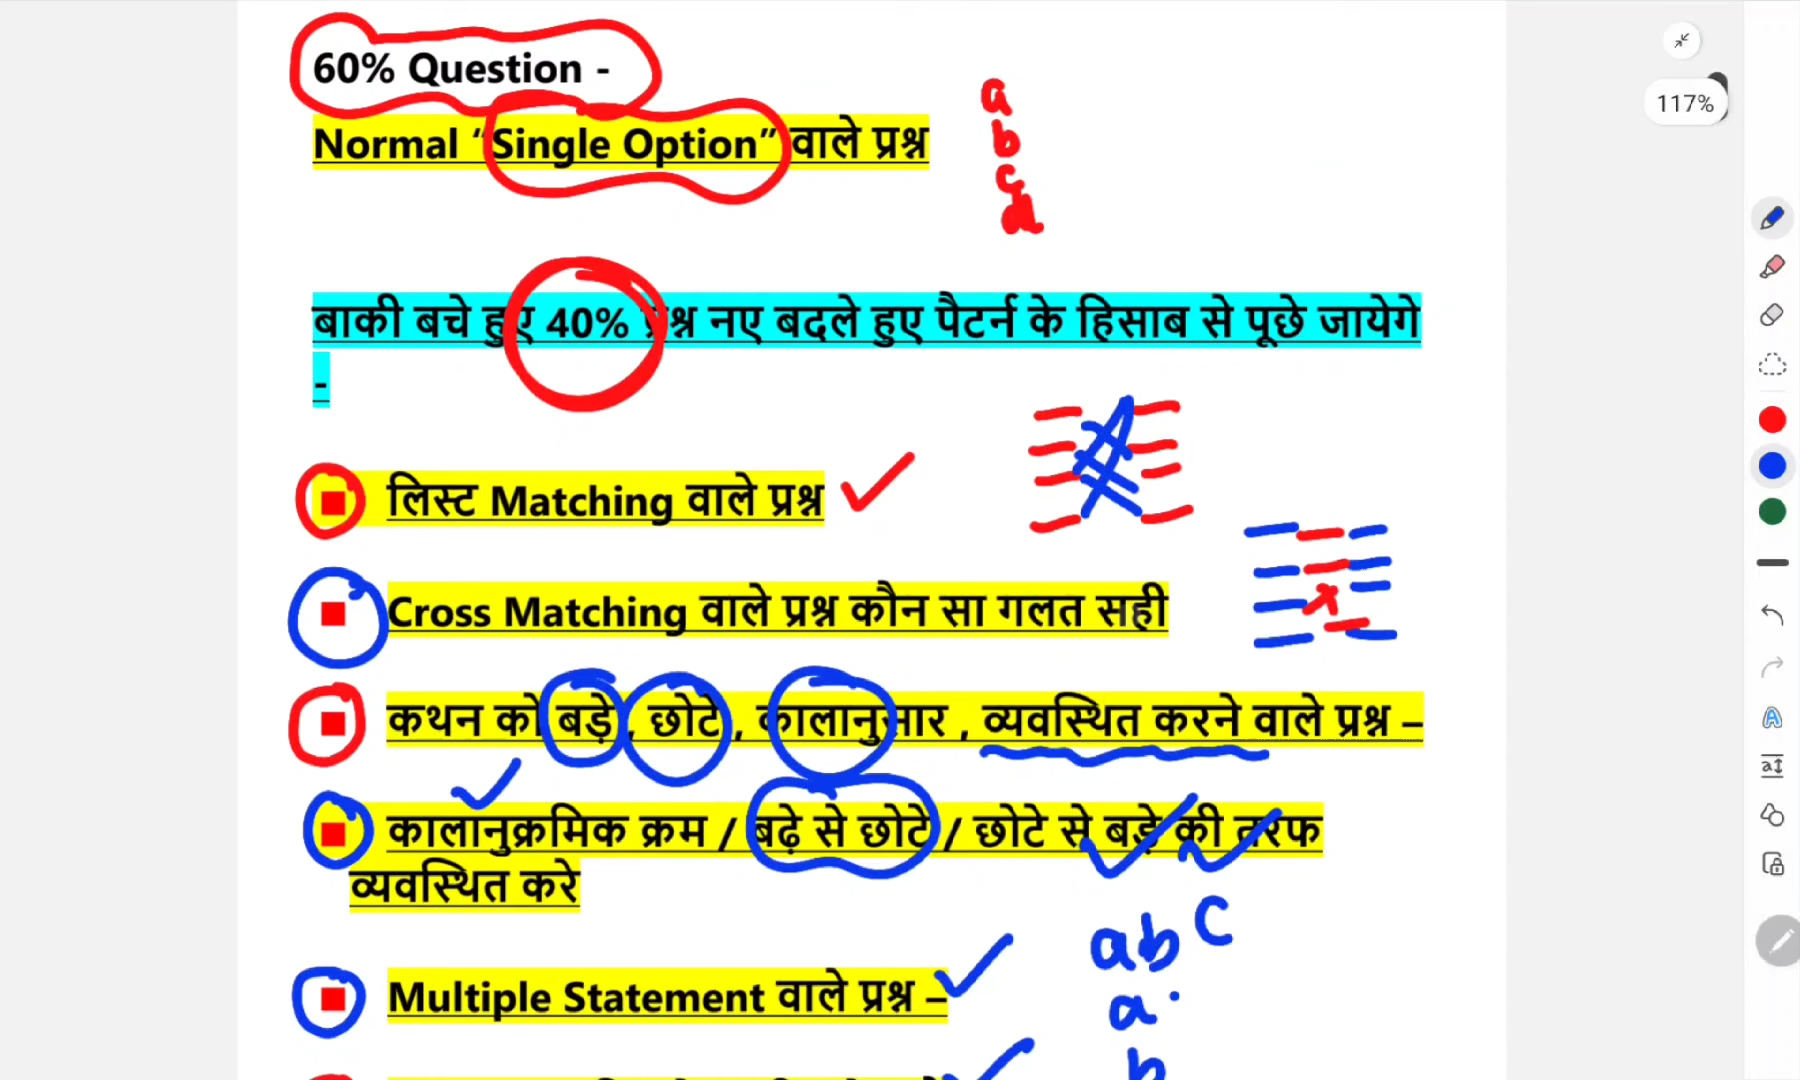 60% Question -
Normal “Single Option” वाले प्रश्न
a
b
c
d
बाकी बचे हुए 40% प्रश्न नए बदले हुए पैटर्न के हिसाब से पूछे जायेगे
-
लिस्ट Matching वाले प्रश्न
Cross Matching वाले प्रश्न कौन सा गलत सही
कथन को बड़े , छोटे , कालानुसार , व्यवस्थित करने वाले प्रश्न –
कालानुक्रमिक क्रम / बढ़े से छोटे / छोटे से बड़े की तरफ
व्यवस्थित करे
a b c
Multiple Statement वाले प्रश्न –
a
b
117%